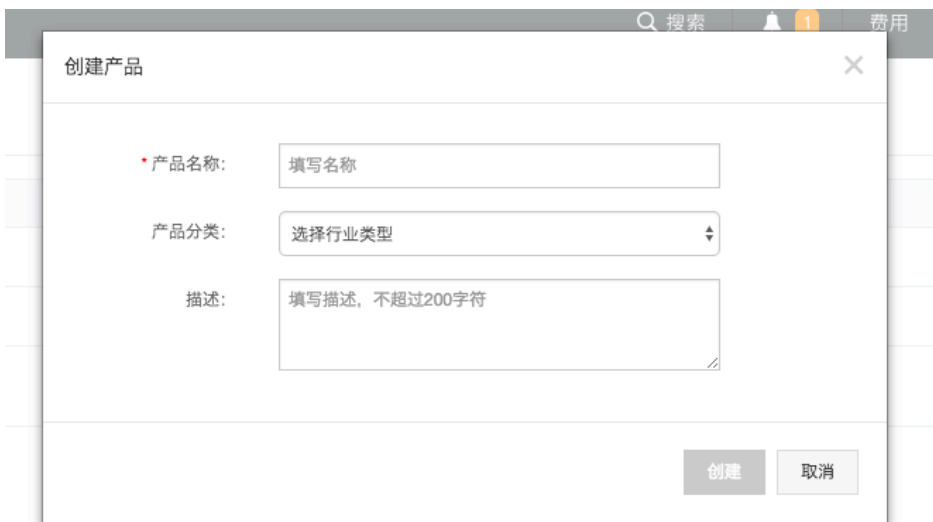 搜索 1 费用
创建产品
* 产品名称: 填写名称
产品分类: 选择行业类型
描述: 填写描述，不超过200字符
创建 取消